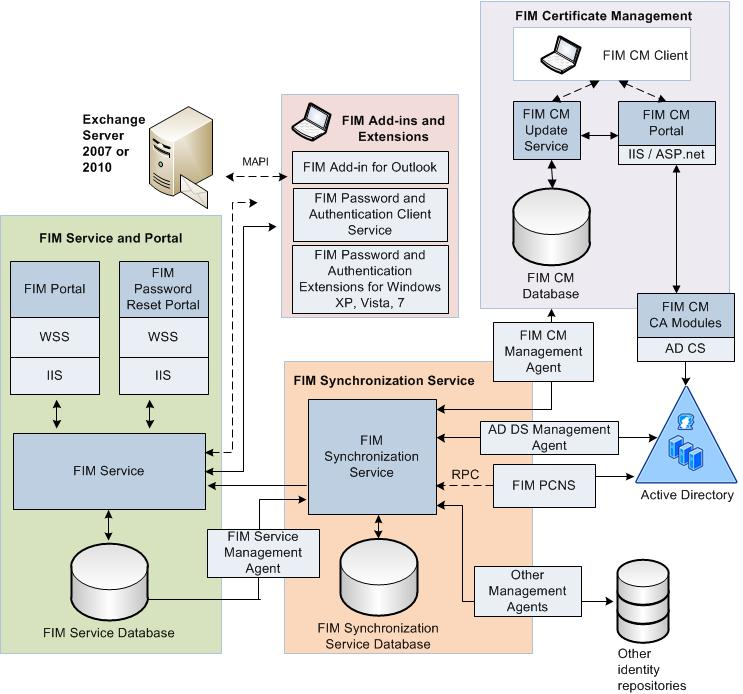 FIM Certificate Management
FIM CM Client
FIM CM
Update
Service
FIM CM
Portal
IIS / ASP.net
FIM CM
Database
Exchange
Server
2007 or
2010
MAPI
FIM Add-ins and
Extensions
FIM Add-in for Outlook
FIM Password and
Authentication Client
Service
FIM Password and
Authentication
Extensions for Windows
XP, Vista, 7
FIM Service and Portal
FIM Portal
WSS
IIS
FIM
Password
Reset Portal
WSS
IIS
FIM Service
FIM Service Database
FIM Service
Management
Agent
FIM Synchronization Service
FIM
Synchronization
Service
FIM Synchronization
Service Database
FIM CM
Management
Agent
FIM CM
CA Modules
AD CS
AD DS Management
Agent
RPC
FIM PCNS
Active Directory
Other
Management
Agents
Other
identity
repositories